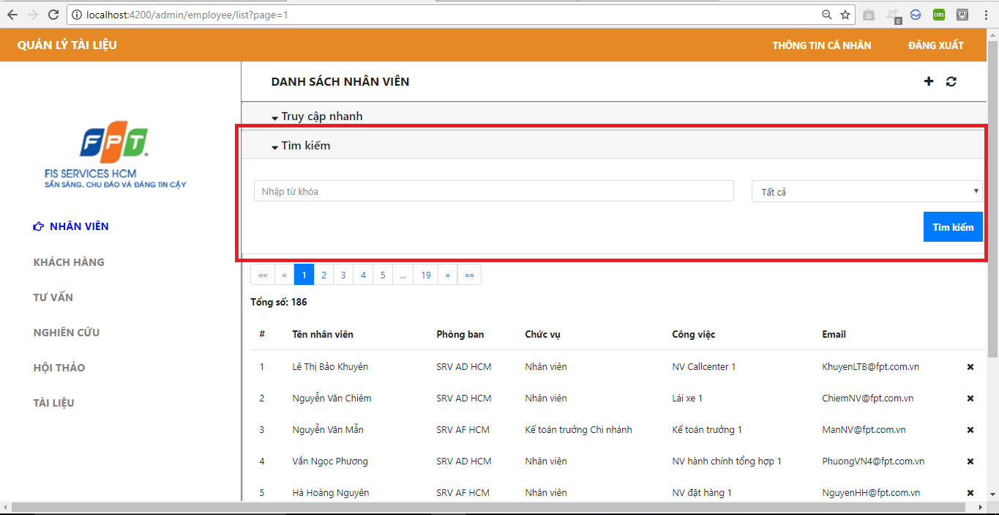 localhost:4200/admin/employee/list?page=1
0
CORS
QUẢN LÝ TÀI LIỆU
THÔNG TIN CÁ NHÂN
ĐĂNG XUẤT
DANH SÁCH NHÂN VIÊN
Truy cập nhanh
Tìm kiếm
Nhập từ khóa
Tất cả
Tìm kiếm
FPT
FIS SERVICES HCM
SẴN SÀNG, CHU ĐÁO VÀ ĐÁNG TIN CẬY
NHÂN VIÊN
KHÁCH HÀNG
TƯ VẤN
NGHIÊN CỨU
HỘI THẢO
TÀI LIỆU
«« « 1 2 3 4 5 ... 19 » »»
Tổng số: 186
# Tên nhân viên Phòng ban Chức vụ Công việc Email
1 Lê Thị Bảo Khuyên SRV AD HCM Nhân viên NV Callcenter 1 KhuyenLTB@fpt.com.vn
2 Nguyễn Văn Chiêm SRV AD HCM Nhân viên Lái xe 1 ChiemNV@fpt.com.vn
3 Nguyễn Văn Mẫn SRV AF HCM Kế toán trưởng Chi nhánh Kế toán trưởng 1 ManNV@fpt.com.vn
4 Vắn Ngọc Phương SRV AD HCM Nhân viên NV hành chính tổng hợp 1 PhuongVN4@fpt.com.vn
5 Hà Hoàng Nguyên SRV AF HCM Nhân viên NV đặt hàng 1 NguyenHH@fpt.com.vn